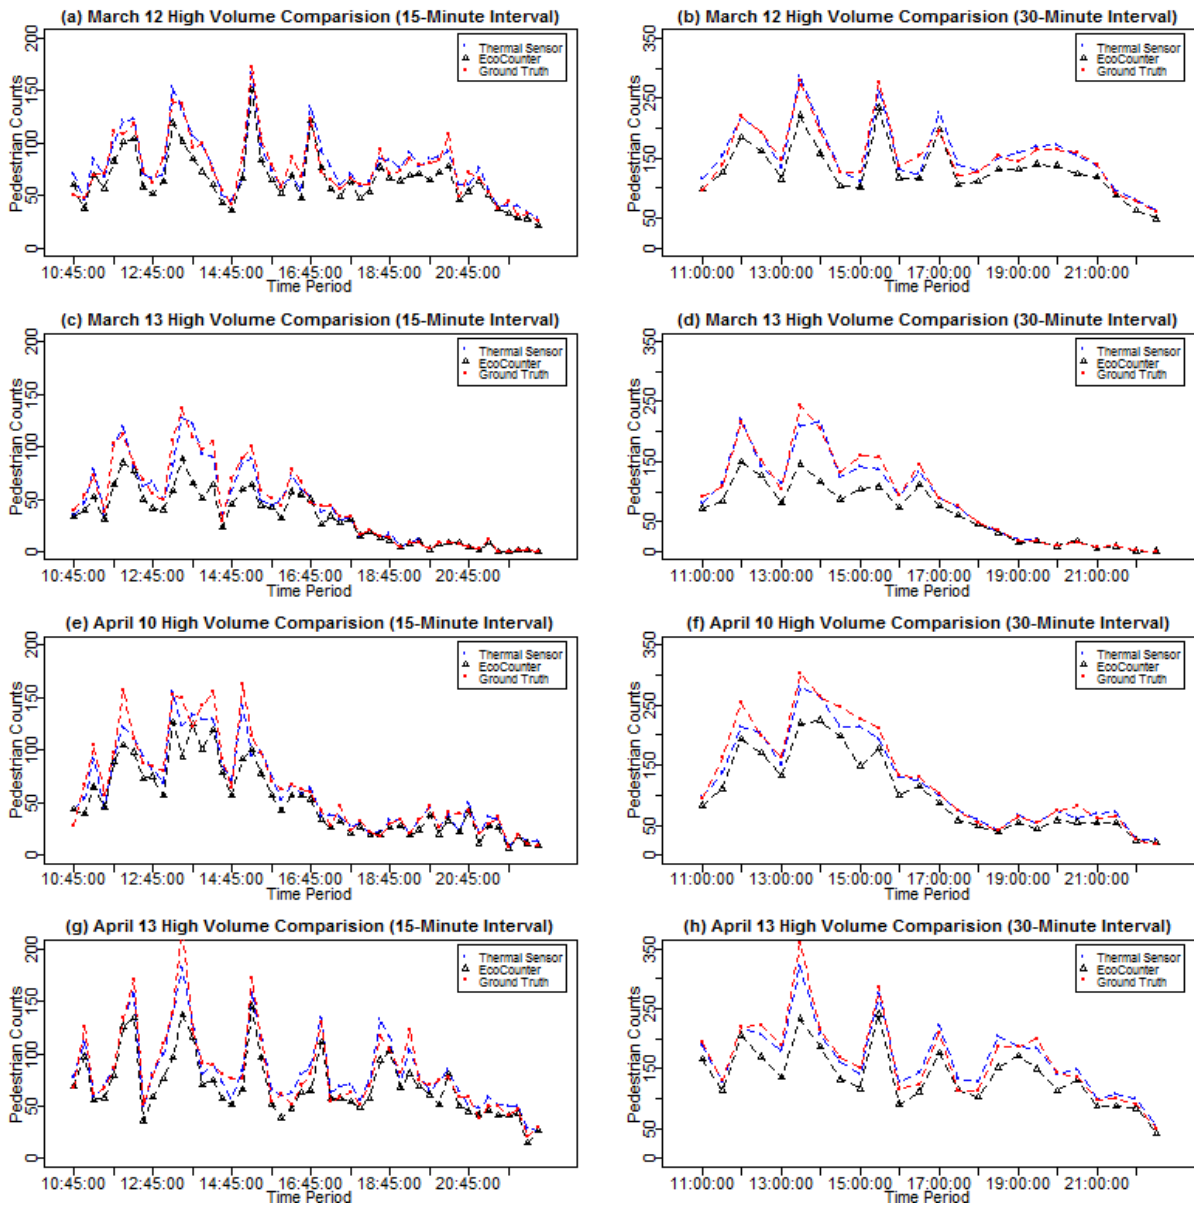 (a) March 12 High Volume Comparision (15-Minute Interval)
Pedestrian Counts
0 50 100 150 200
Thermal Sensor
EcoCounter
Ground Truth
10:45:00 12:45:00 14:45:00 16:45:00 18:45:00 20:45:00
Time Period
(b) March 12 High Volume Comparision (30-Minute Interval)
Pedestrian Counts
0 50 150 250 350
Thermal Sensor
EcoCounter
Ground Truth
11:00:00 13:00:00 15:00:00 17:00:00 19:00:00 21:00:00
Time Period
(c) March 13 High Volume Comparision (15-Minute Interval)
Pedestrian Counts
0 50 100 150 200
Thermal Sensor
EcoCounter
Ground Truth
10:45:00 12:45:00 14:45:00 16:45:00 18:45:00 20:45:00
Time Period
(d) March 13 High Volume Comparision (30-Minute Interval)
Pedestrian Counts
0 50 150 250 350
Thermal Sensor
EcoCounter
Ground Truth
11:00:00 13:00:00 15:00:00 17:00:00 19:00:00 21:00:00
Time Period
(e) April 10 High Volume Comparision (15-Minute Interval)
Pedestrian Counts
0 50 100 150 200
Thermal Sensor
EcoCounter
Ground Truth
10:45:00 12:45:00 14:45:00 16:45:00 18:45:00 20:45:00
Time Period
(f) April 10 High Volume Comparision (30-Minute Interval)
Pedestrian Counts
0 50 150 250 350
Thermal Sensor
EcoCounter
Ground Truth
11:00:00 13:00:00 15:00:00 17:00:00 19:00:00 21:00:00
Time Period
(g) April 13 High Volume Comparision (15-Minute Interval)
Pedestrian Counts
0 50 100 150 200
Thermal Sensor
EcoCounter
Ground Truth
10:45:00 12:45:00 14:45:00 16:45:00 18:45:00 20:45:00
Time Period
(h) April 13 High Volume Comparision (30-Minute Interval)
Pedestrian Counts
0 50 150 250 350
Thermal Sensor
EcoCounter
Ground Truth
11:00:00 13:00:00 15:00:00 17:00:00 19:00:00 21:00:00
Time Period